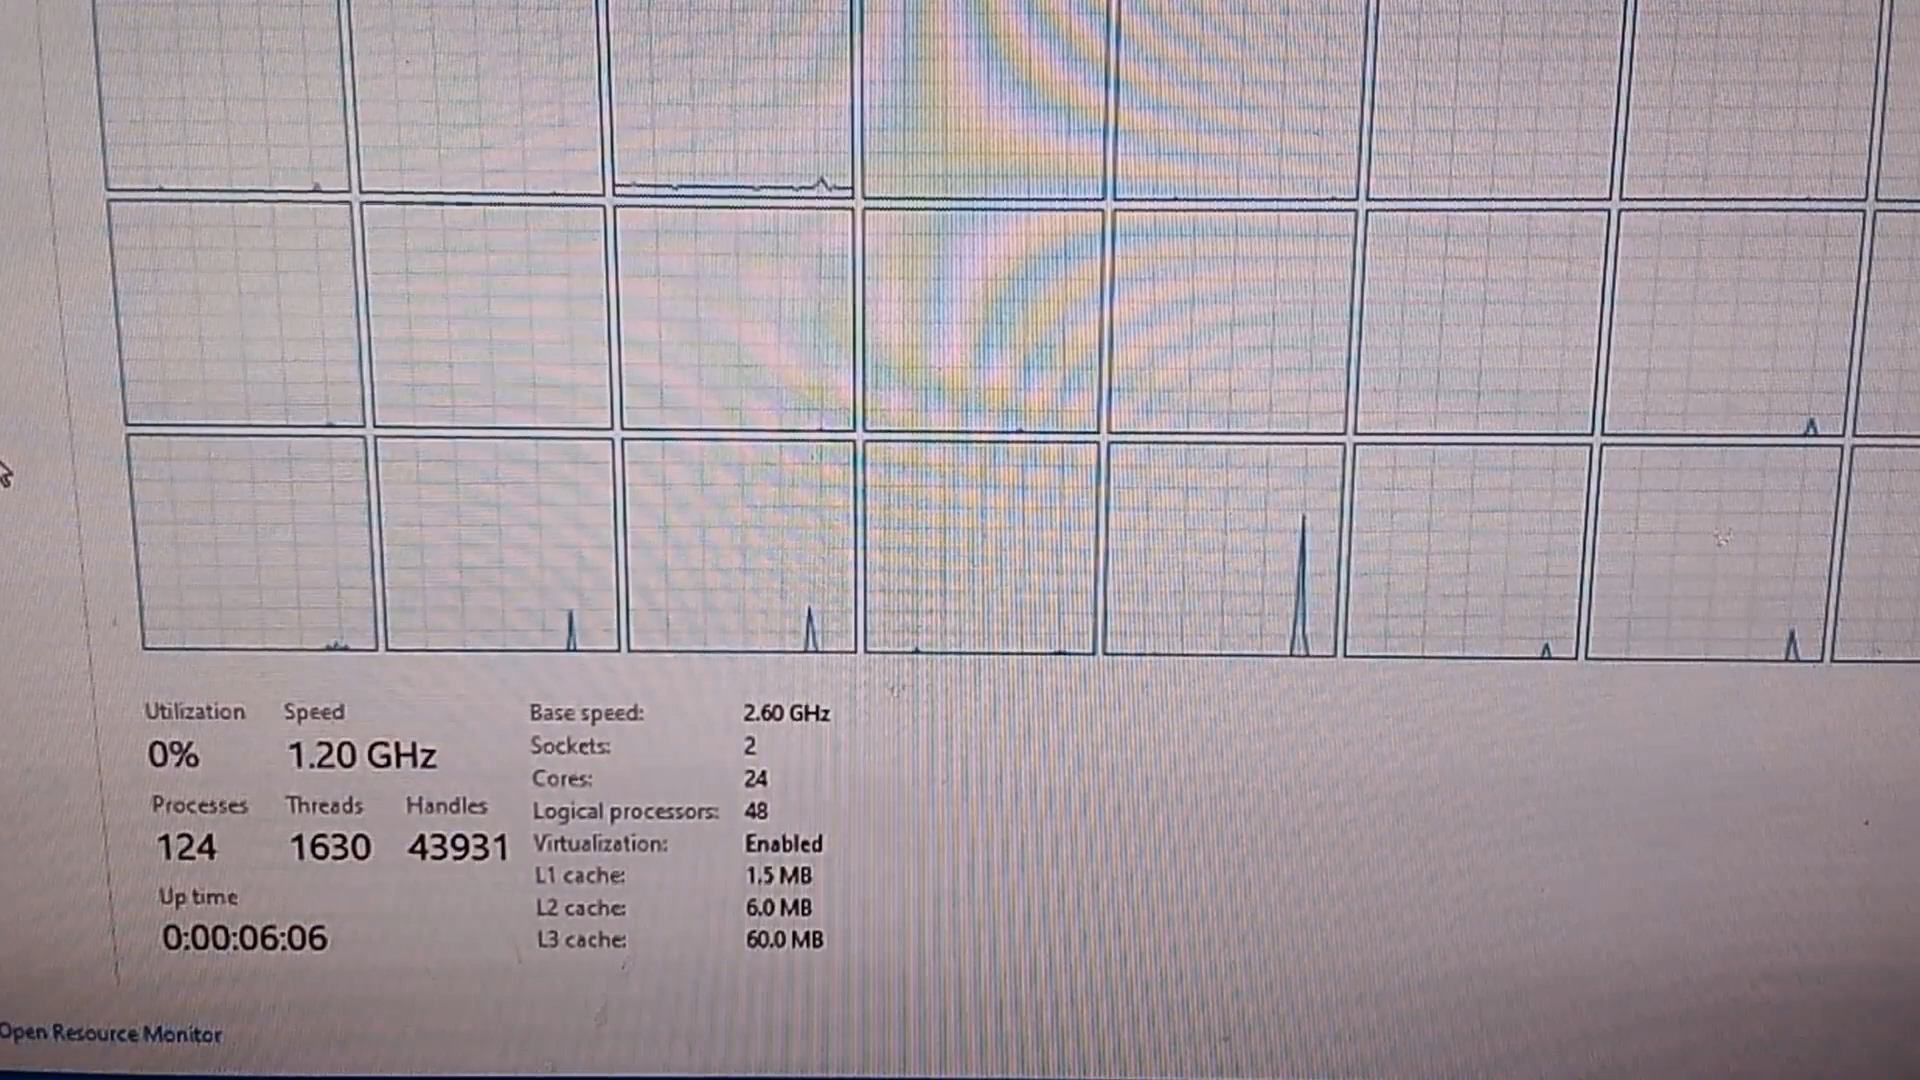 Utilization Speed
0% 1.20 GHz
Processes Threads Handles
124 1630 43931
Up time
0:00:06:06
Base speed: 2.60 GHz
Sockets: 2
Cores: 24
Logical processors: 48
Virtualization: Enabled
L1 cache: 1.5 MB
L2 cache: 6.0 MB
L3 cache: 60.0 MB
Open Resource Monitor